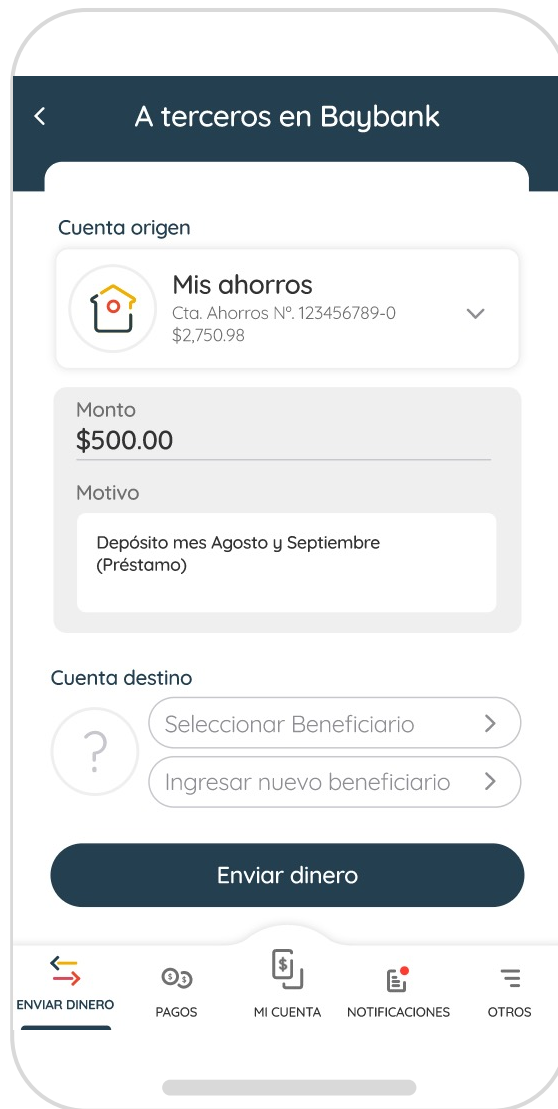 A terceros en Baybank
Cuenta origen
Mis ahorros
Cta. Ahorros Nº. 123456789-0
$2,750.98
Monto
$500.00
Motivo
Depósito mes Agosto y Septiembre
(Préstamo)
Cuenta destino
?
Seleccionar Beneficiario
Ingresar nuevo beneficiario
Enviar dinero
ENVIAR DINERO
PAGOS
MI CUENTA
NOTIFICACIONES
OTROS